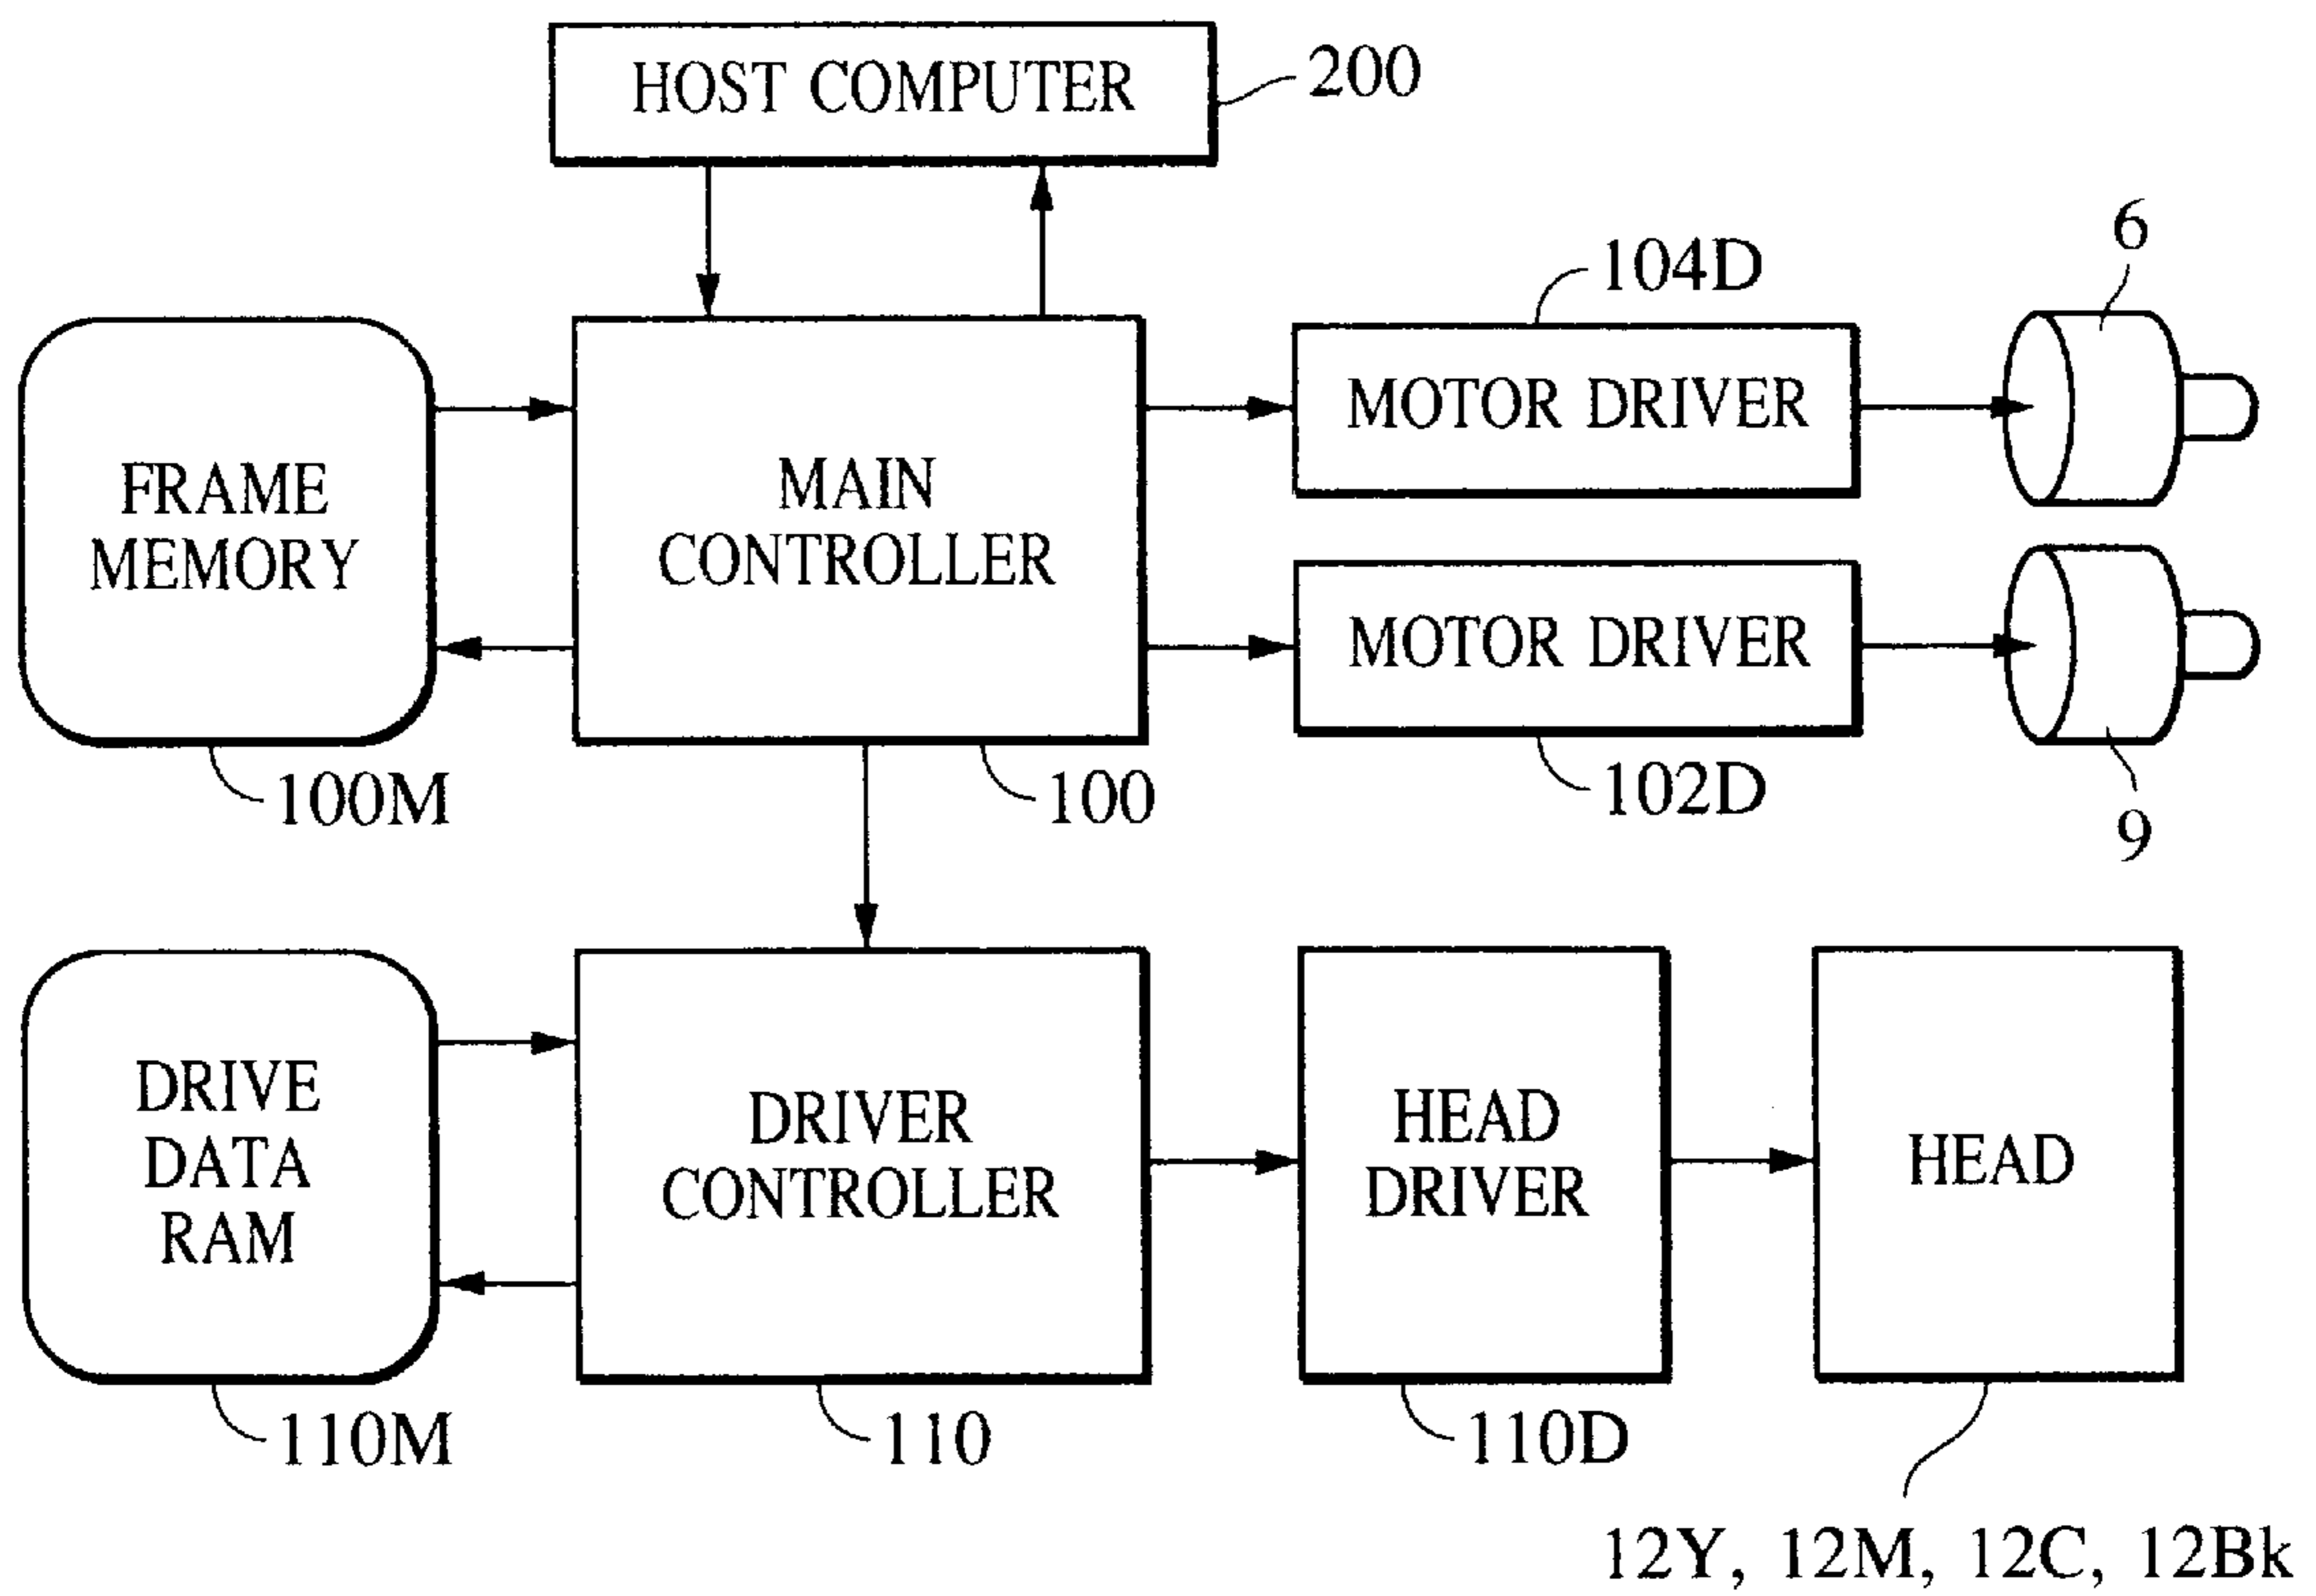 HOST COMPUTER
200
6
104D
MOTOR DRIVER
FRAME
MEMORY
MAIN
CONTROLLER
MOTOR DRIVER
100M
100
102D
9
DRIVE
DATA
RAM
DRIVER
CONTROLLER
HEAD
DRIVER
HEAD
110M
110
110D
12Y, 12M, 12C, 12Bk